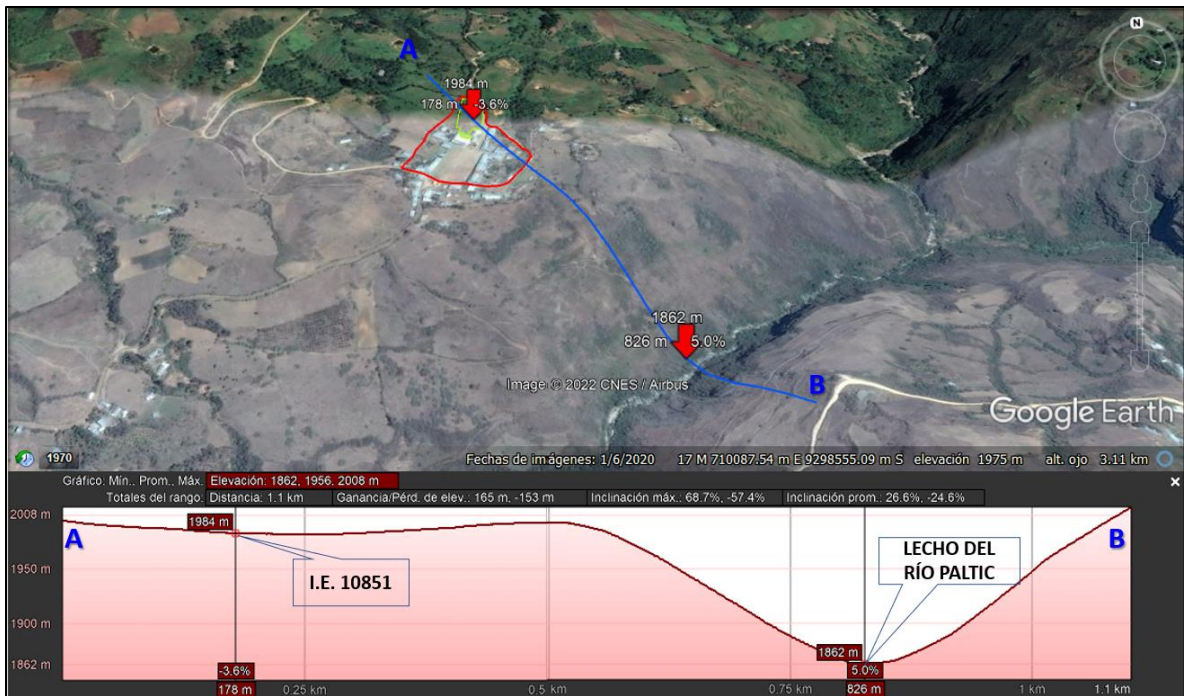 N
A
1984 m
178 m -3.6%
1862 m
826 m 5.0%
B
Image © 2022 CNES / Airbus
Google Earth
1970
Fechas de imágenes: 1/6/2020 17 M 710087.54 m E 9298555.09 m S elevación 1975 m alt. ojo 3.11 km
Gráfico: Mín., Prom., Máx. Elevación: 1862, 1956, 2008 m
Totales del rango: Distancia: 1.1 km Ganancia/Pérd. de elev.: 165 m, -153 m Inclinación máx.: 68.7%, -57.4% Inclinación prom.: 26.6%, -24.6%
2008 m
1984 m
A
B
LECHO DEL
RÍO PALTIC
1950 m
I.E. 10851
1900 m
1862 m
1862 m
-3.6%
5.0%
178 m 0.25 km 0.5 km 0.75 km 826 m 1 km 1.1 km